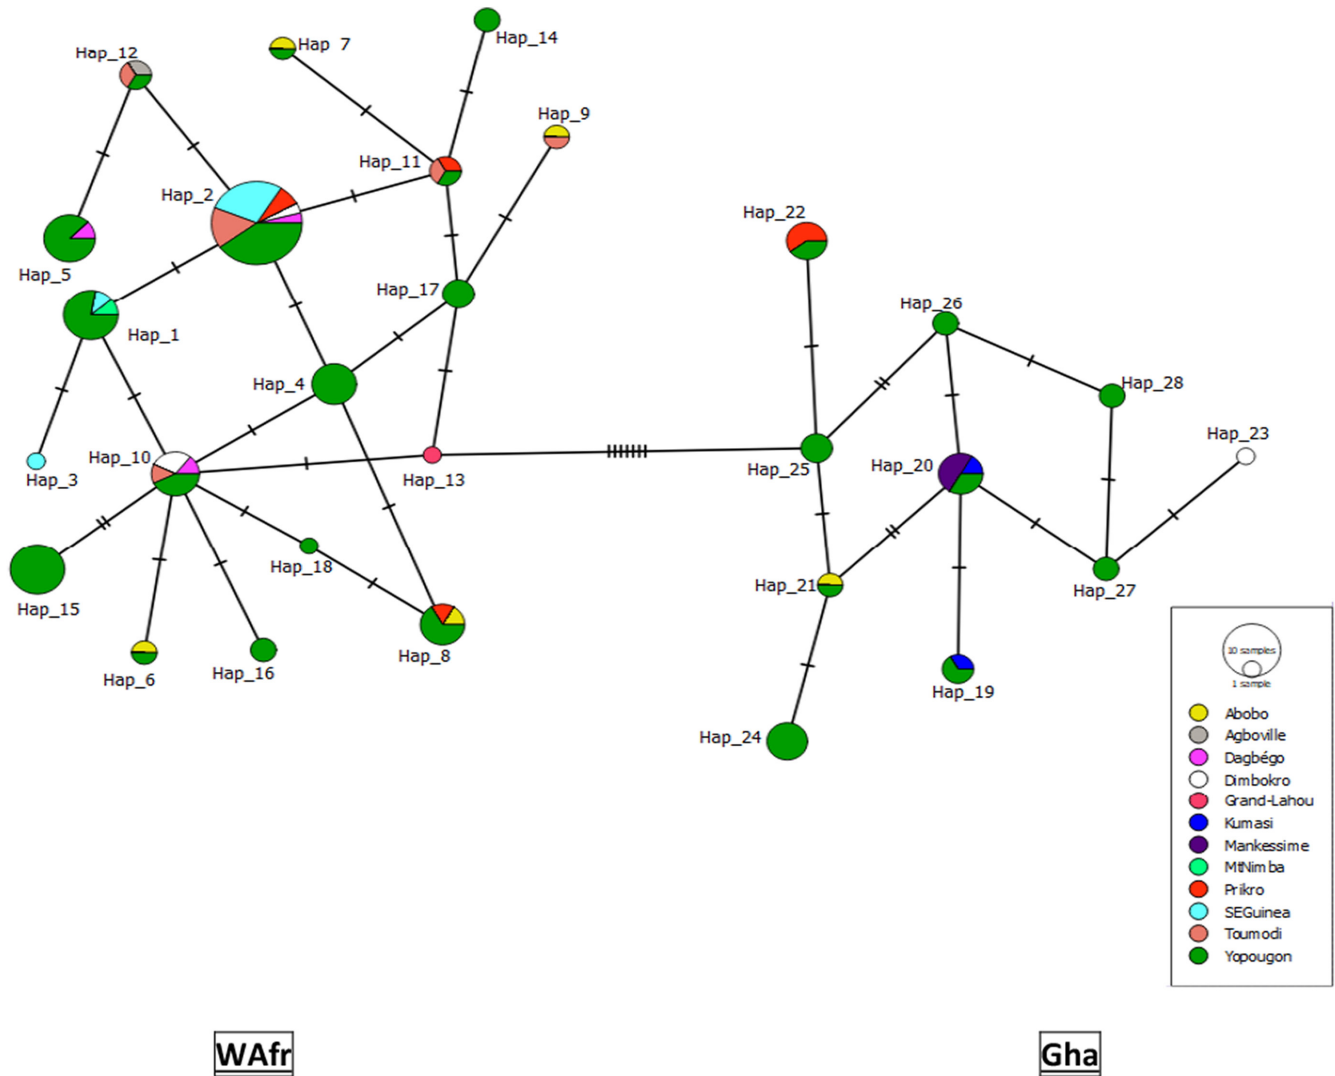 Hap_14
Hap 7
Hap_12
Hap_9
Hap_11
Hap_2
Hap_22
Hap_5
Hap_17
Hap_26
Hap_1
Hap_4
Hap_28
Hap_23
Hap_10
Hap_3
Hap_13
Hap_25
Hap_20
Hap_18
Hap_21
Hap_27
Hap_15
Hap_8
Hap_6
Hap_16
Hap_19
Hap_24
10 samples
1 sample
Abobo
Agboville
Dagbégo
Dimbokro
Grand-Lahou
Kumasi
Mankessime
MtNimba
Prikro
SEGuinea
Toumodi
Yopougon
WAfr
Gha